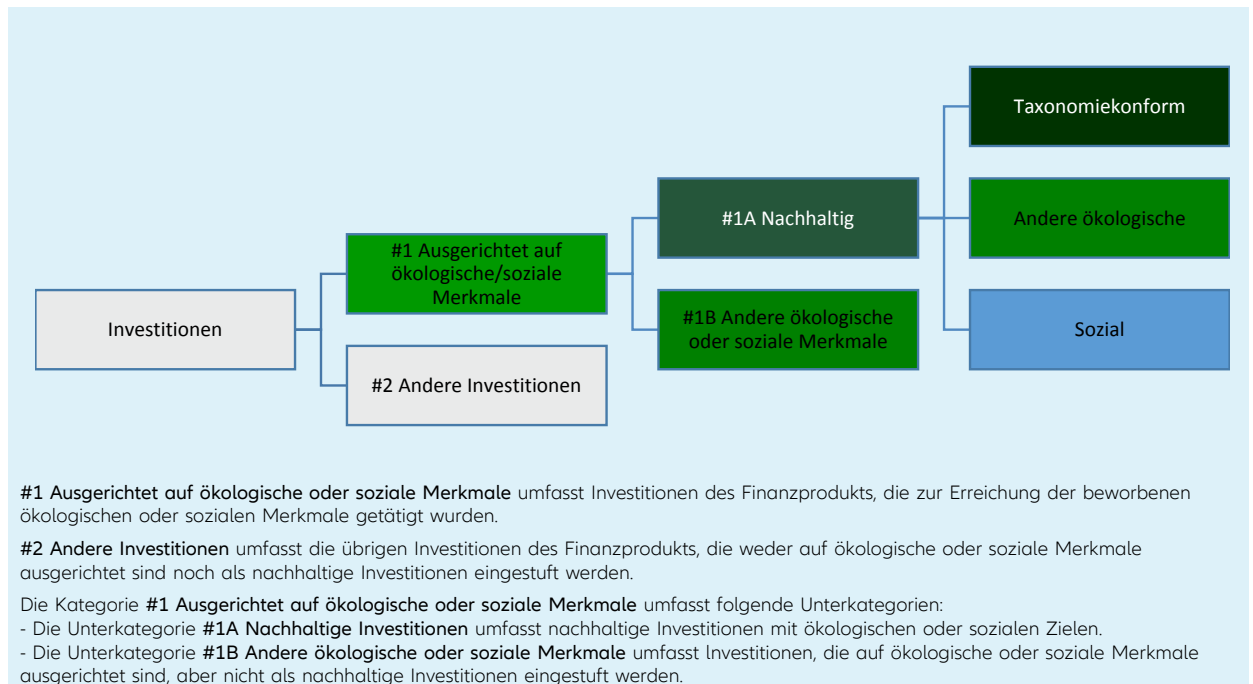 Taxonomiekonform
#1A Nachhaltig
Andere ökologische
#1 Ausgerichtet auf
ökologische/soziale
Merkmale
Investitionen
#1B Andere ökologische
oder soziale Merkmale
Sozial
#2 Andere Investitionen
#1 Ausgerichtet auf ökologische oder soziale Merkmale umfasst Investitionen des Finanzprodukts, die zur Erreichung der beworbenen
ökologischen oder sozialen Merkmale getätigt wurden.
#2 Andere Investitionen umfasst die übrigen Investitionen des Finanzprodukts, die weder auf ökologische oder soziale Merkmale
ausgerichtet sind noch als nachhaltige Investitionen eingestuft werden.
Die Kategorie #1 Ausgerichtet auf ökologische oder soziale Merkmale umfasst folgende Unterkategorien:
- Die Unterkategorie #1A Nachhaltige Investitionen umfasst nachhaltige Investitionen mit ökologischen oder sozialen Zielen.
- Die Unterkategorie #1B Andere ökologische oder soziale Merkmale umfasst lnvestitionen, die auf ökologische oder soziale Merkmale
ausgerichtet sind, aber nicht als nachhaltige Investitionen eingestuft werden.